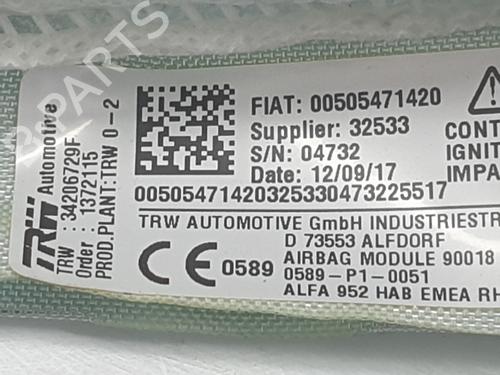 TRW Automotive
TRW : 34206729F
Order : 1372115
PROD.PLANT:TRW 0-2
FIAT: 00505471420
Supplier: 32533
S/N: 04732
Date: 12/09/17
00505471420325330473225517
TRW AUTOMOTIVE GmbH INDUSTRIESTR
D 73553 ALFDORF
CE 0589
AIRBAG MODULE 90018
0589-P1-0051
ALFA 952 HAB EMEA RH
CONT
IGNIT
IMPA
PARTS